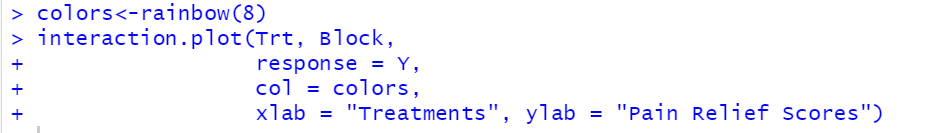 > colors<-rainbow(8)
> interaction.plot(Trt, Block,
+                  response = Y,
+                  col = colors,
+                  xlab = "Treatments", ylab = "Pain Relief Scores")